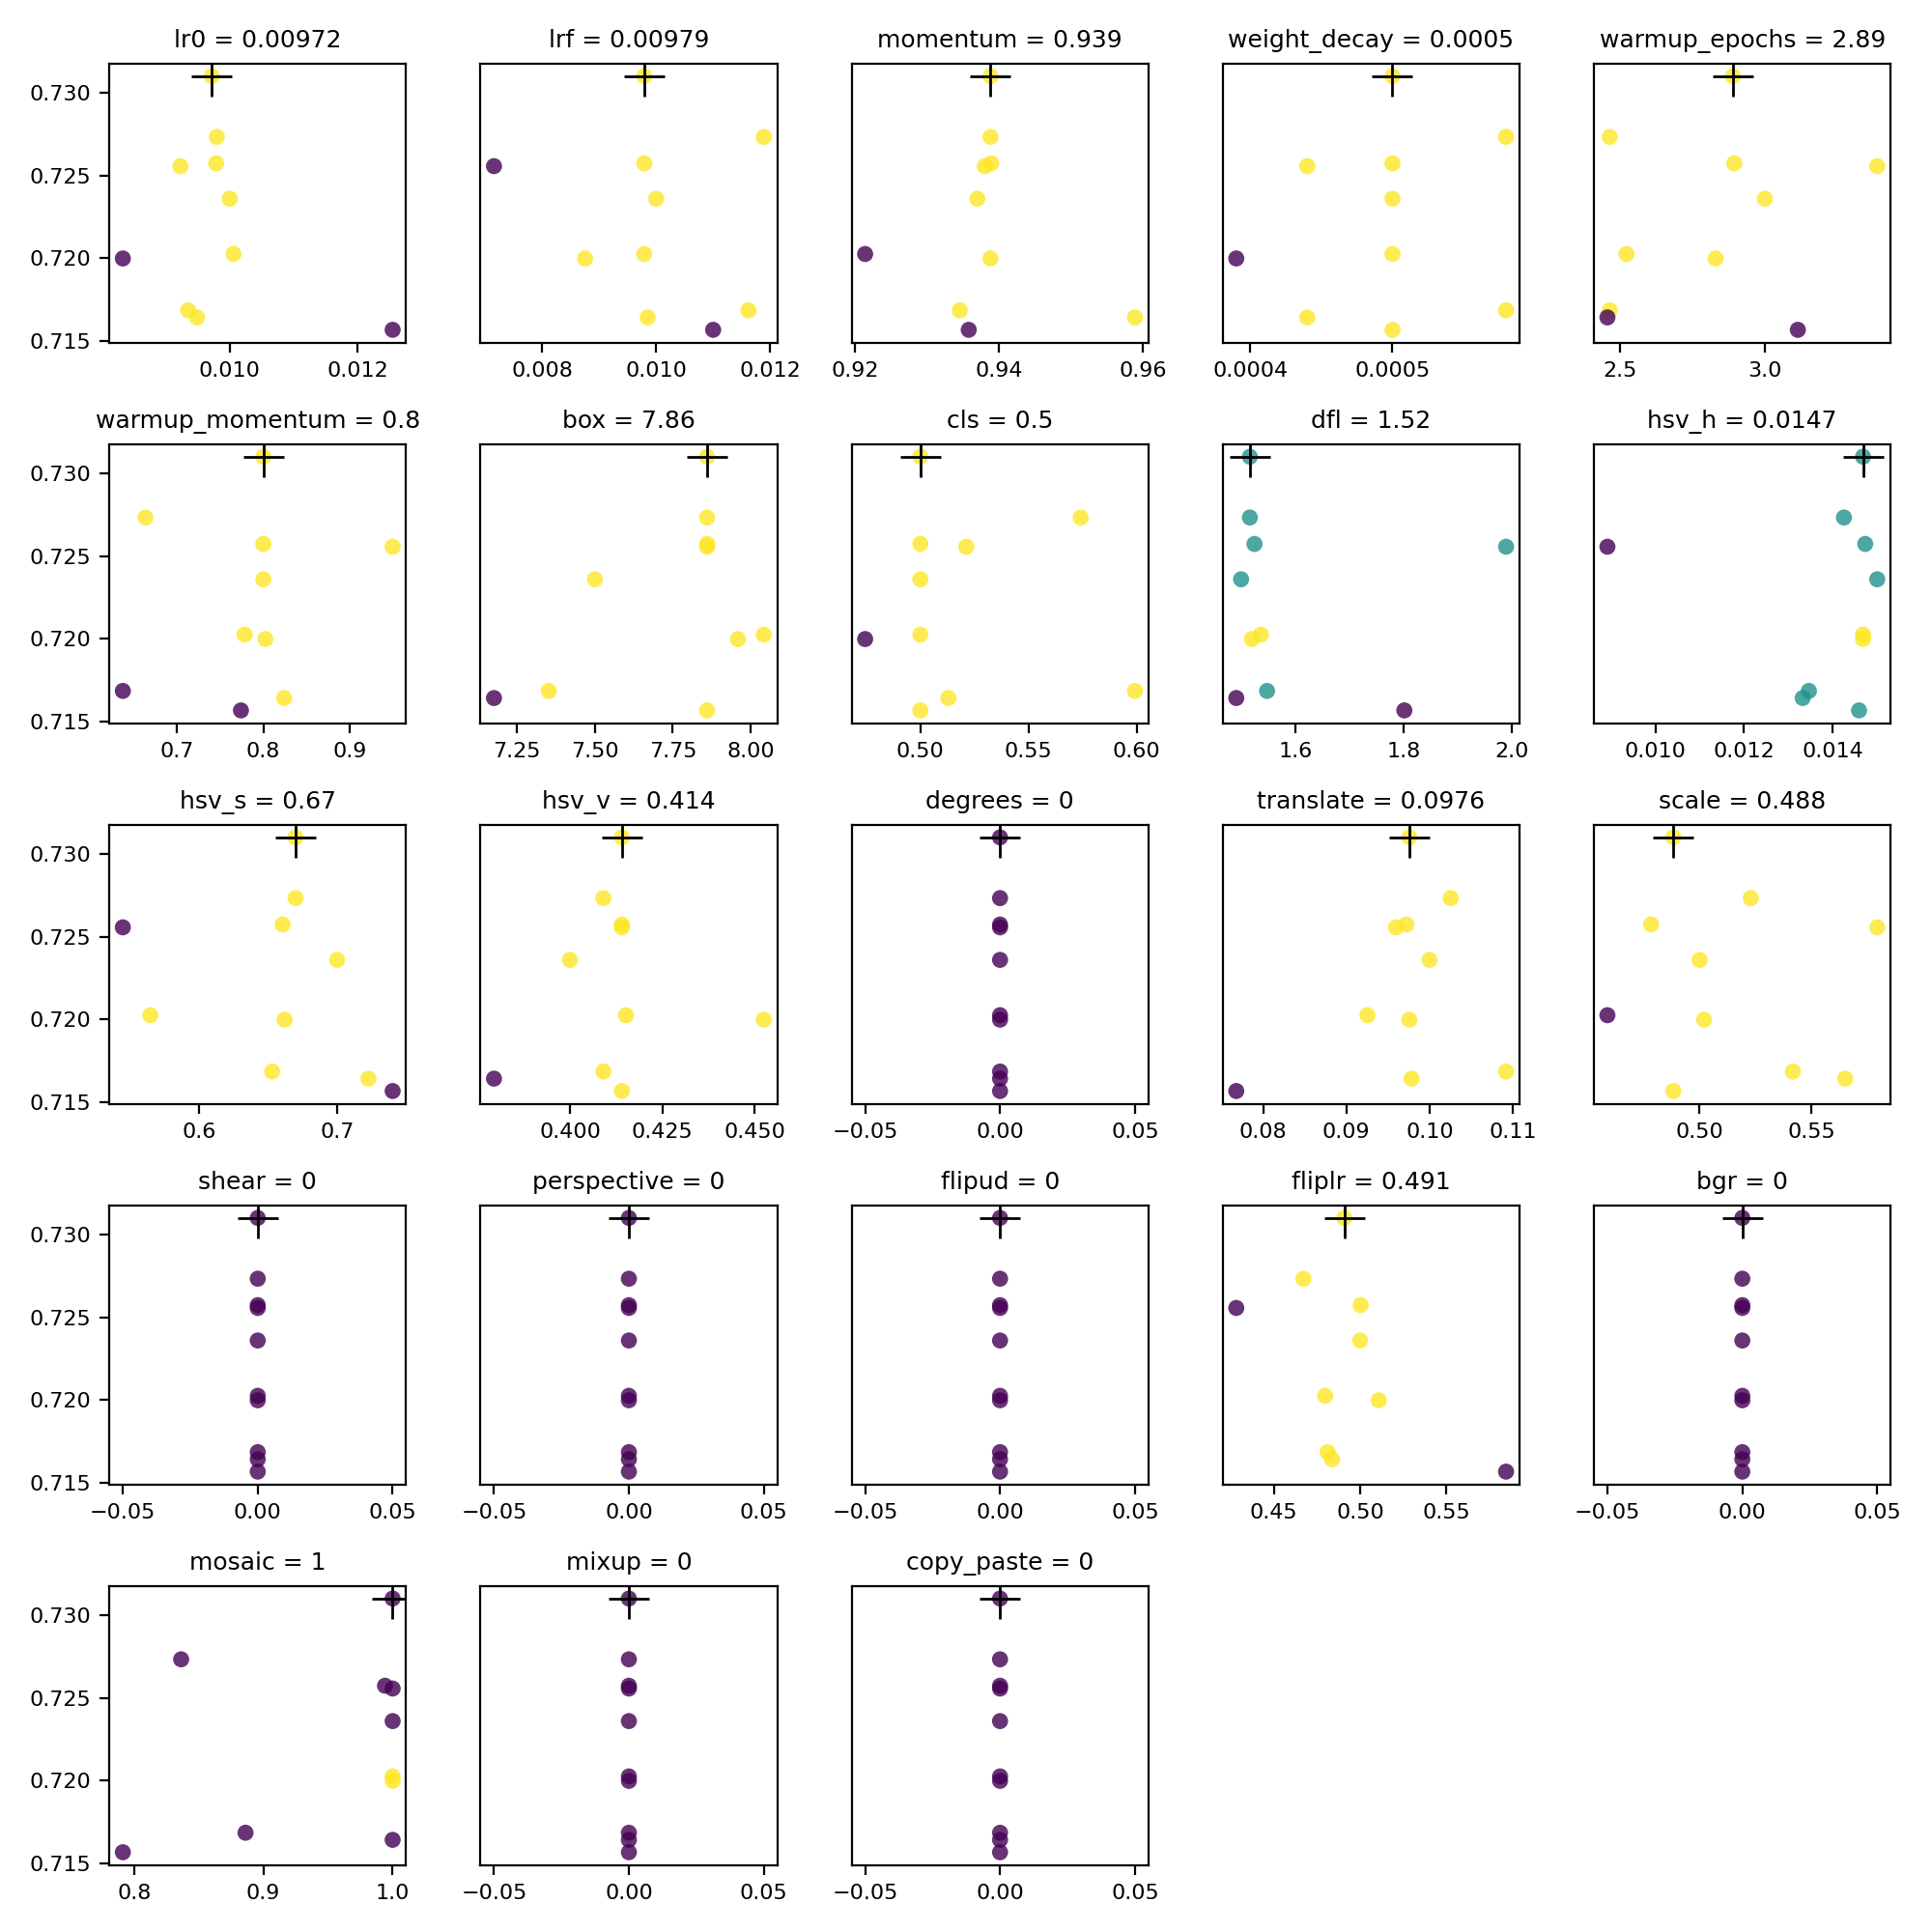 lr0 = 0.00972
lrf = 0.00979
momentum = 0.939
weight_decay = 0.0005
warmup_epochs = 2.89
0.730
0.725
0.720
0.715
0.010 0.012
0.008 0.010 0.012
0.92 0.94 0.96
0.0004 0.0005
2.5 3.0
warmup_momentum = 0.8
box = 7.86
cls = 0.5
dfl = 1.52
hsv_h = 0.0147
0.730
0.725
0.720
0.715
0.7 0.8 0.9
7.25 7.50 7.75 8.00
0.50 0.55 0.60
1.6 1.8 2.0
0.010 0.012 0.014
hsv_s = 0.67
hsv_v = 0.414
degrees = 0
translate = 0.0976
scale = 0.488
0.730
0.725
0.720
0.715
0.6 0.7
0.400 0.425 0.450
−0.05 0.00 0.05
0.08 0.09 0.10 0.11
0.50 0.55
shear = 0
perspective = 0
flipud = 0
fliplr = 0.491
bgr = 0
0.730
0.725
0.720
0.715
−0.05 0.00 0.05
−0.05 0.00 0.05
−0.05 0.00 0.05
0.45 0.50 0.55
−0.05 0.00 0.05
mosaic = 1
mixup = 0
copy_paste = 0
0.730
0.725
0.720
0.715
0.8 0.9 1.0
−0.05 0.00 0.05
−0.05 0.00 0.05